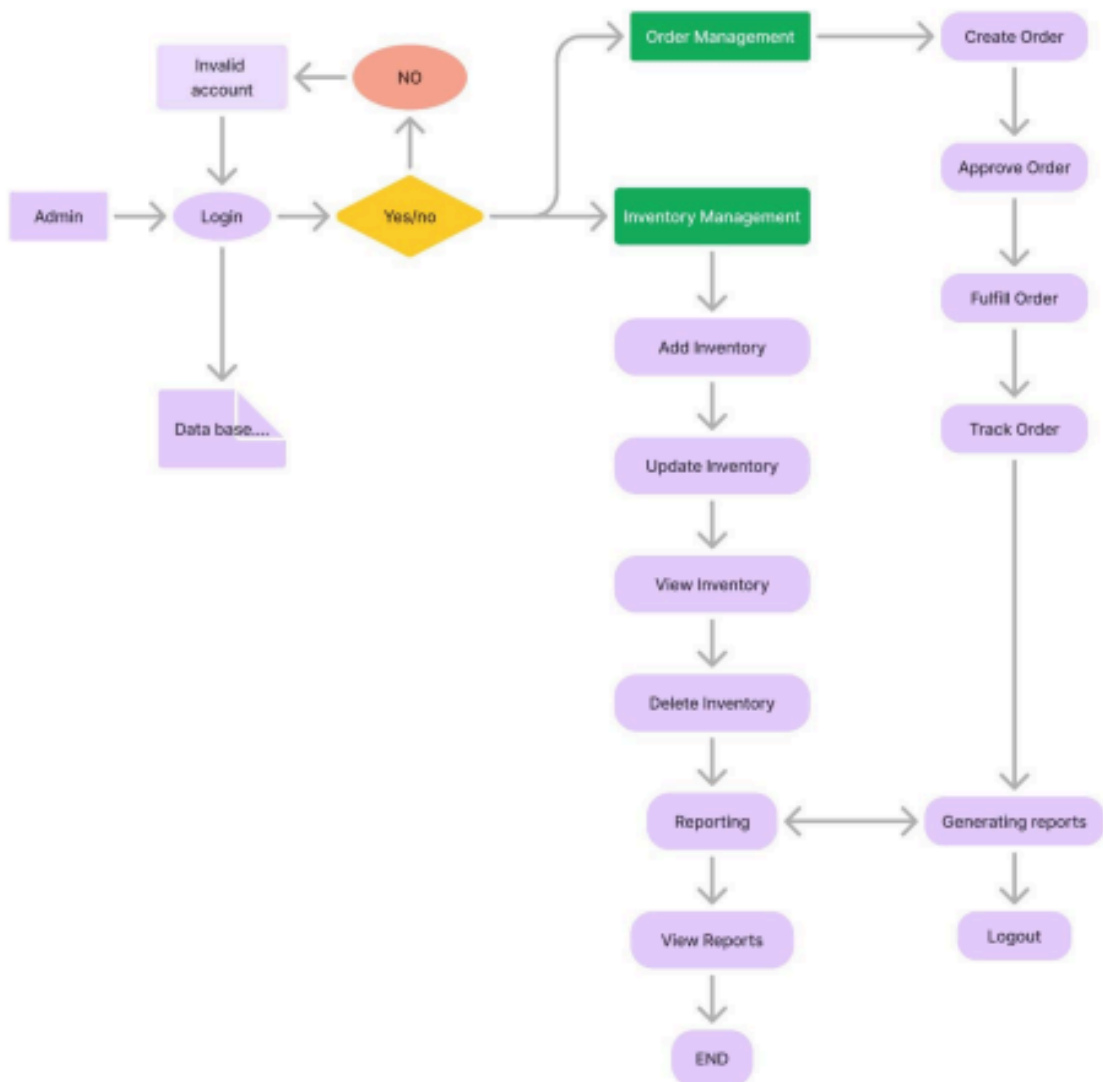 Order Management
Create Order
Invalid
account
NO
Approve Order
Admin
Login
Yes/no
Inventory Management
Fulfill Order
Add Inventory
Data base....
Track Order
Update Inventory
View Inventory
Delete Inventory
Reporting
Generating reports
View Reports
Logout
END